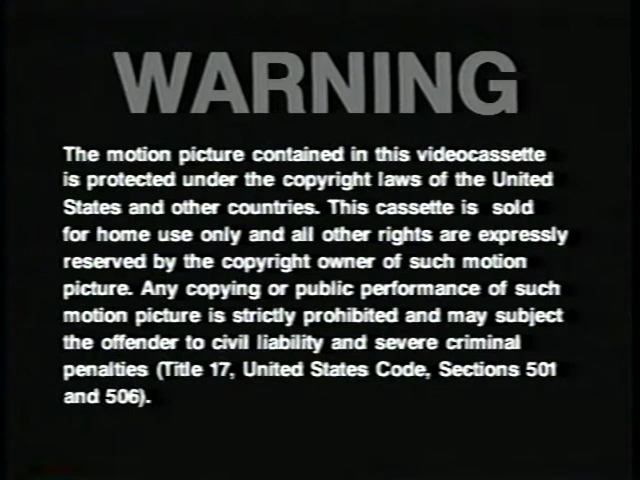 WARNING
The motion picture contained in this videocassette
is protected under the copyright laws of the United
States and other countries. This cassette is sold
for home use only and all other rights are expressly
reserved by the copyright owner of such motion
picture. Any copying or public performance of such
motion picture is strictly prohibited and may subject
the offender to civil liability and severe criminal
penalties (Title 17, United States Code, Sections 501
and 506).